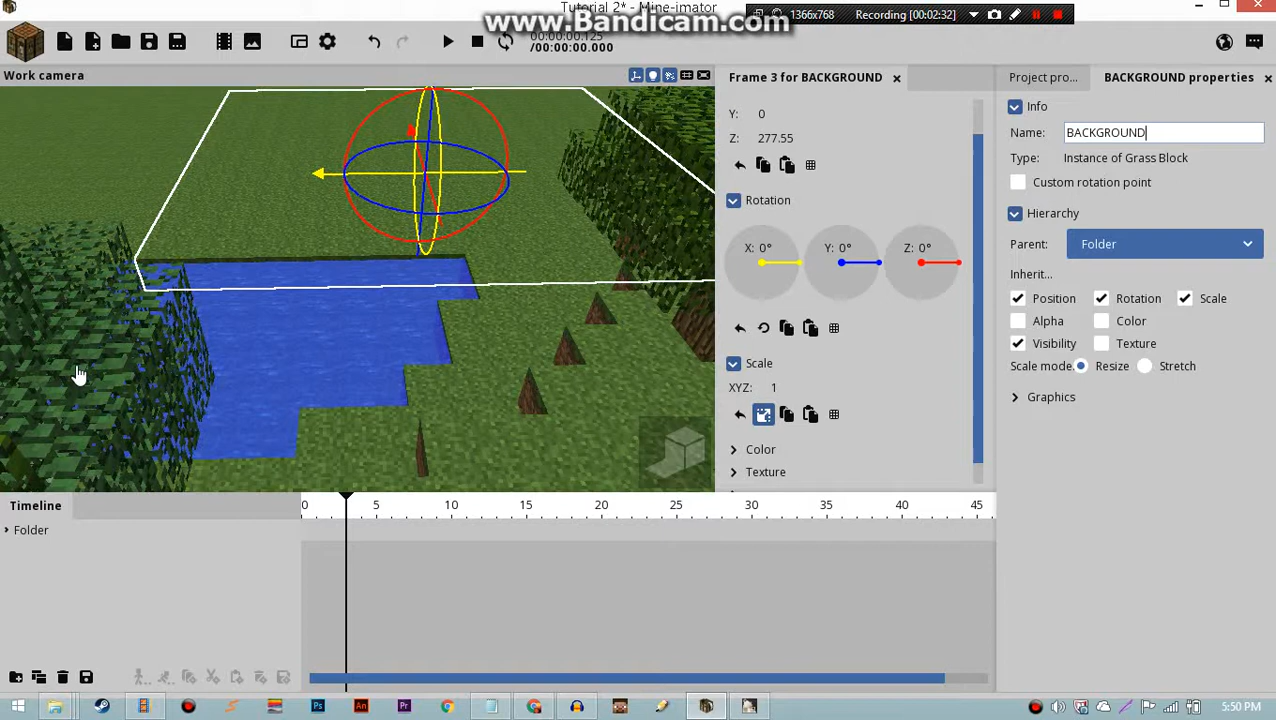 Tutorial 2* - Mine-imator
www.Bandicam.com
1366x768
Recording [00:02:32]
00:00:00.125
/00:00:00.000
Work camera
Frame 3 for BACKGROUND
Project pro...
BACKGROUND properties
Y: 0
Z: 277.55
Rotation
X: 0°
Y: 0°
Z: 0°
Scale
XYZ: 1
Color
Texture
Info
Name: BACKGROUND
Type: Instance of Grass Block
Custom rotation point
Hierarchy
Parent: Folder
Inherit...
Position
Rotation
Scale
Alpha
Color
Visibility
Texture
Scale mode
Resize
Stretch
Graphics
Timeline
0 5 10 15 20 25 30 35 40 45
Folder
Ps
An
Pr
5:50 PM